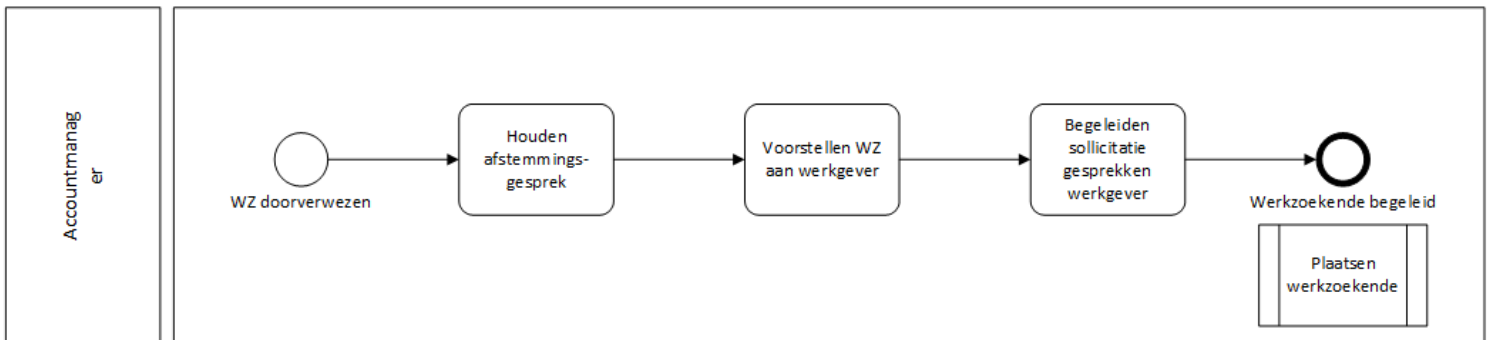 Accountmanag
er
WZ doorverwezen
Houden
afstemmings-
gesprek
Voorstellen WZ
aan werkgever
Begeleiden
sollicitatie
gesprekken
werkgever
Werkzoekende begeleid
Plaatsen
werkzoekende